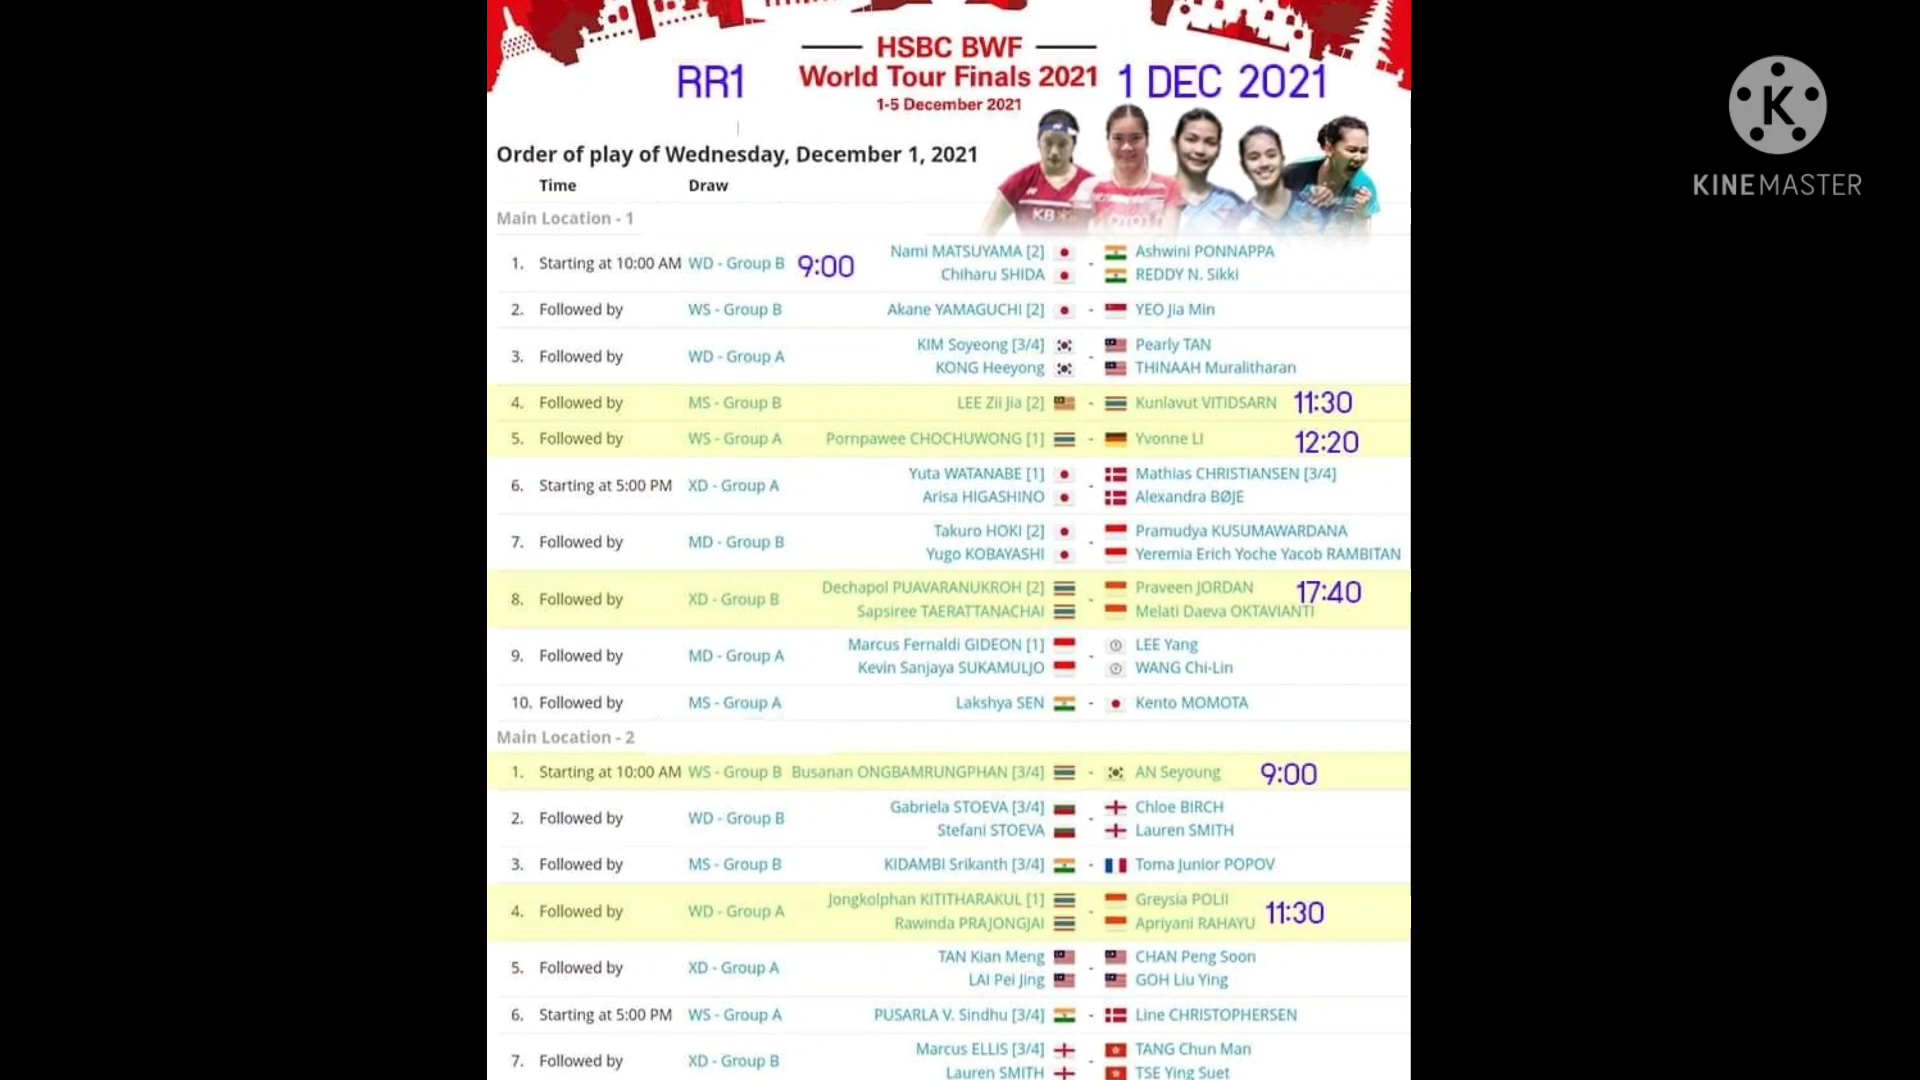 HSBC BWF
RR1 World Tour Finals 2021 1 DEC 2021
1-5 December 2021
K
KINEMASTER
Order of play of Wednesday, December 1, 2021
Time Draw
Main Location - 1
Nami MATSUYAMA [2] Ashwini PONNAPPA
1. Starting at 10:00 AM WD - Group B 9:00 -
Chiharu SHIDA REDDY N. Sikki
2. Followed by WS - Group B Akane YAMAGUCHI [2] - YEO Jia Min
KIM Soyeong [3/4] Pearly TAN
3. Followed by WD - Group A -
KONG Heeyong THINAAH Muralitharan
4. Followed by MS - Group B LEE Zii Jia [2] - Kunlavut VITIDSARN 11:30
5. Followed by WS - Group A Pornpawee CHOCHUWONG [1] - Yvonne LI 12:20
Yuta WATANABE [1] Mathias CHRISTIANSEN [3/4]
6. Starting at 5:00 PM XD - Group A -
Arisa HIGASHINO Alexandra BØJE
Takuro HOKI [2] Pramudya KUSUMAWARDANA
7. Followed by MD - Group B -
Yugo KOBAYASHI Yeremia Erich Yoche Yacob RAMBITAN
Dechapol PUAVARANUKROH [2] Praveen JORDAN 17:40
8. Followed by XD - Group B -
Sapsiree TAERATTANACHAI Melati Daeva OKTAVIANTI
Marcus Fernaldi GIDEON [1] LEE Yang
9. Followed by MD - Group A -
Kevin Sanjaya SUKAMULJO WANG Chi-Lin
10. Followed by MS - Group A Lakshya SEN - Kento MOMOTA
Main Location - 2
1. Starting at 10:00 AM WS - Group B Busanan ONGBAMRUNGPHAN [3/4] - AN Seyoung 9:00
Gabriela STOEVA [3/4] Chloe BIRCH
2. Followed by WD - Group B -
Stefani STOEVA Lauren SMITH
3. Followed by MS - Group B KIDAMBI Srikanth [3/4] - Toma Junior POPOV
Jongkolphan KITITHARAKUL [1] Greysia POLII
4. Followed by WD - Group A - 11:30
Rawinda PRAJONGJAI Apriyani RAHAYU
TAN Kian Meng CHAN Peng Soon
5. Followed by XD - Group A -
LAI Pei Jing GOH Liu Ying
6. Starting at 5:00 PM WS - Group A PUSARLA V. Sindhu [3/4] - Line CHRISTOPHERSEN
Marcus ELLIS [3/4] TANG Chun Man
7. Followed by XD - Group B -
Lauren SMITH TSE Ying Suet